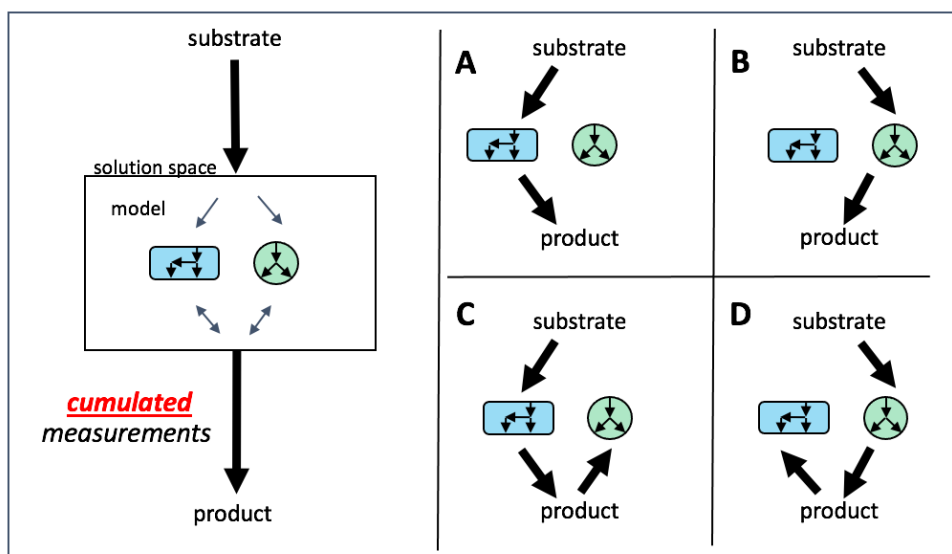 substrate
solution space
model
cumulated
measurements
product
A
substrate
product
B
substrate
product
C
substrate
product
D
substrate
product